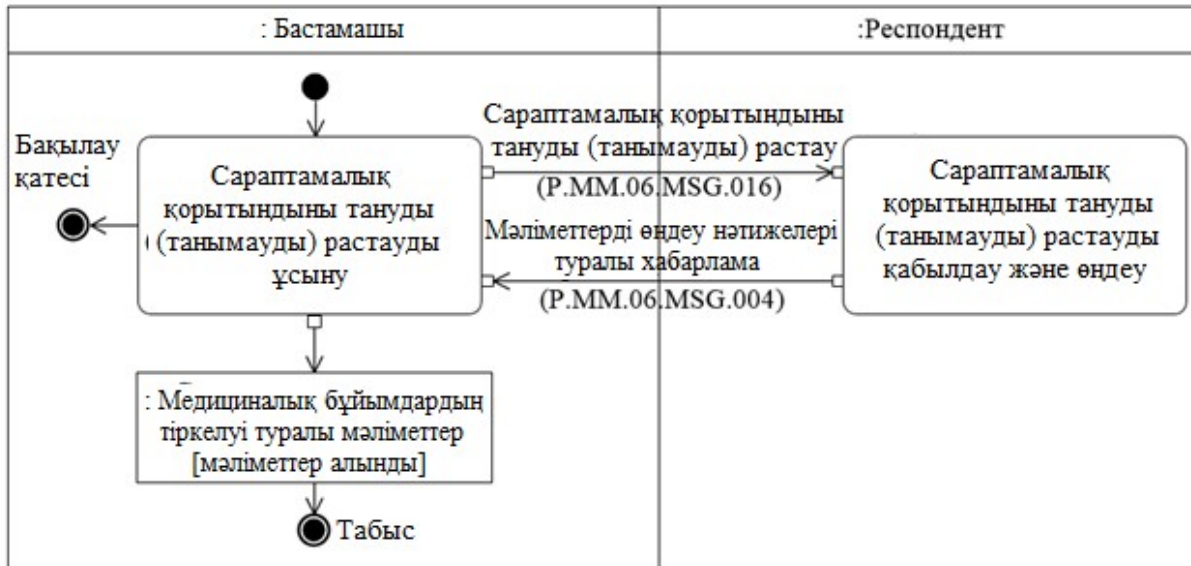 : Бастамашы
:Респондент
Бақылау
қатесі
Сараптамалық
қорытындыны тануды
(танымауды) растауды
ұсыну
Сараптамалық қорытындыны
тануды (танымауды) растау
(P.MM.06.MSG.016)
Мәліметтерді өңдеу нәтижелері
туралы хабарлама
(P.MM.06.MSG.004)
Сараптамалық
қорытындыны тануды
(танымауды) растауды
қабылдау және өңдеу
: Медициналық бұйымдардың
тіркелуі туралы мәліметтер
[мәліметтер алынды]
Табыс